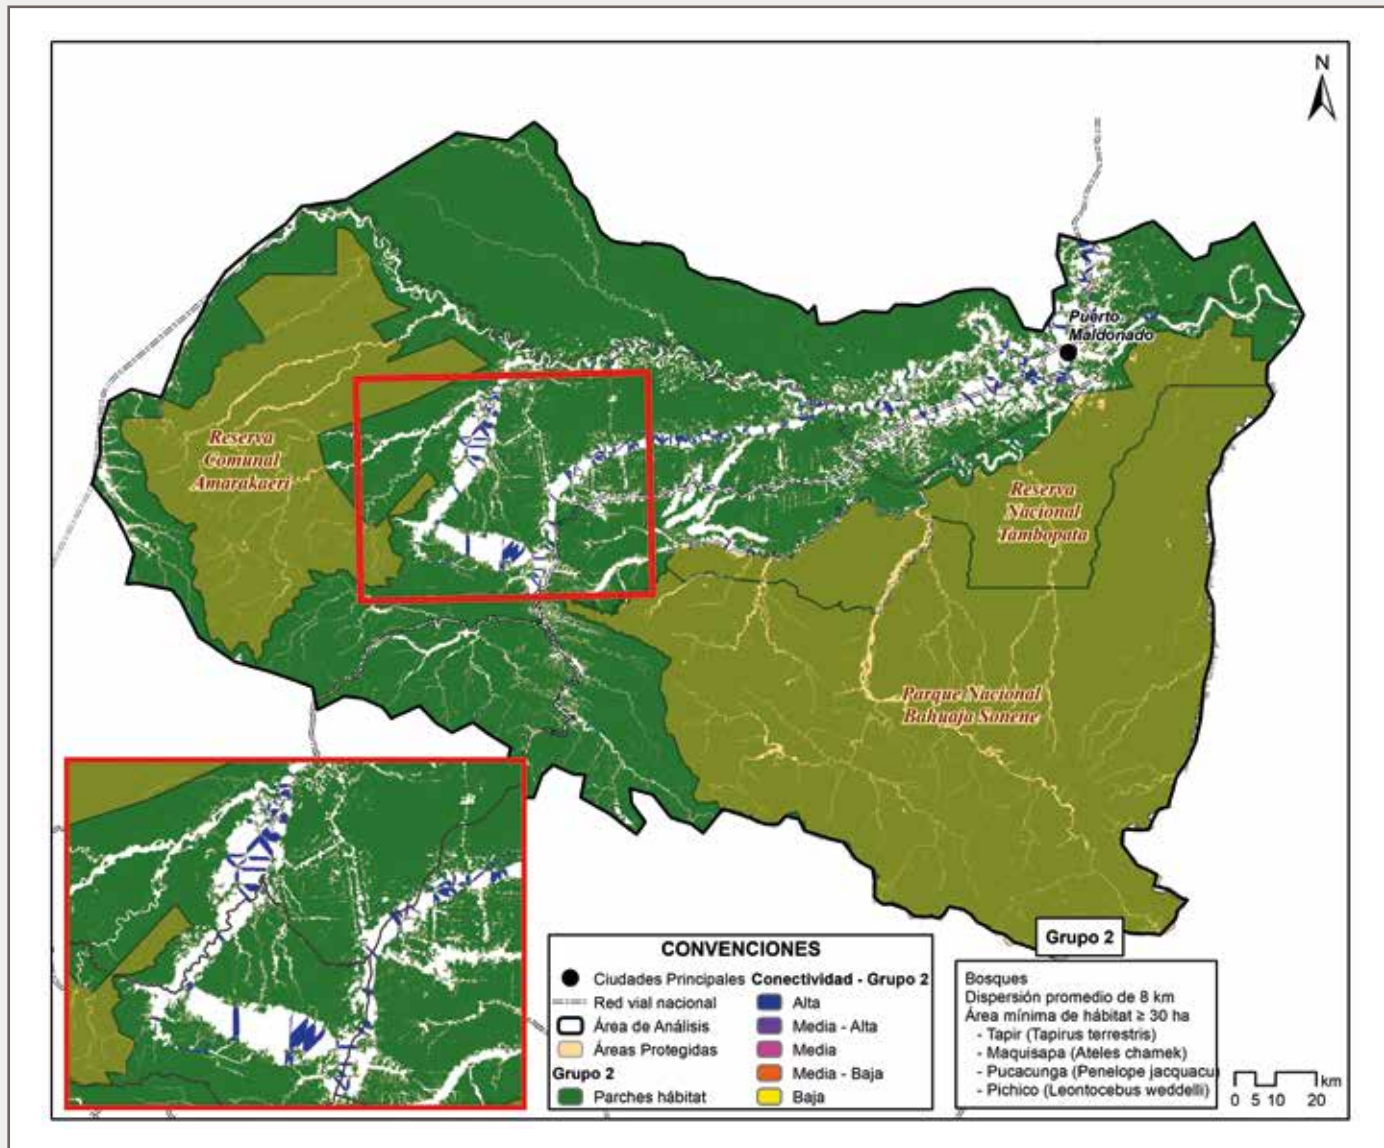 N
Puerto
Maldonado
Reserva
Comunal
Amarakaeri
Reserva
Nacional
Tambopata
Parque Nacional
Bahuaja Sonene
Grupo 2
CONVENCIONES
Ciudades Principales
Red vial nacional
Área de Análisis
Áreas Protegidas
Grupo 2
Parches hábitat
Conectividad - Grupo 2
Alta
Media - Alta
Media
Media - Baja
Baja
Bosques
Dispersión promedio de 8 km
Área mínima de hábitat ≥ 30 ha
- Tapir (Tapirus terrestris)
- Maquisapa (Ateles chamek)
- Pucacunga (Penelope jacquacu)
- Pichico (Leontocebus weddelli)
km
0 5 10 20